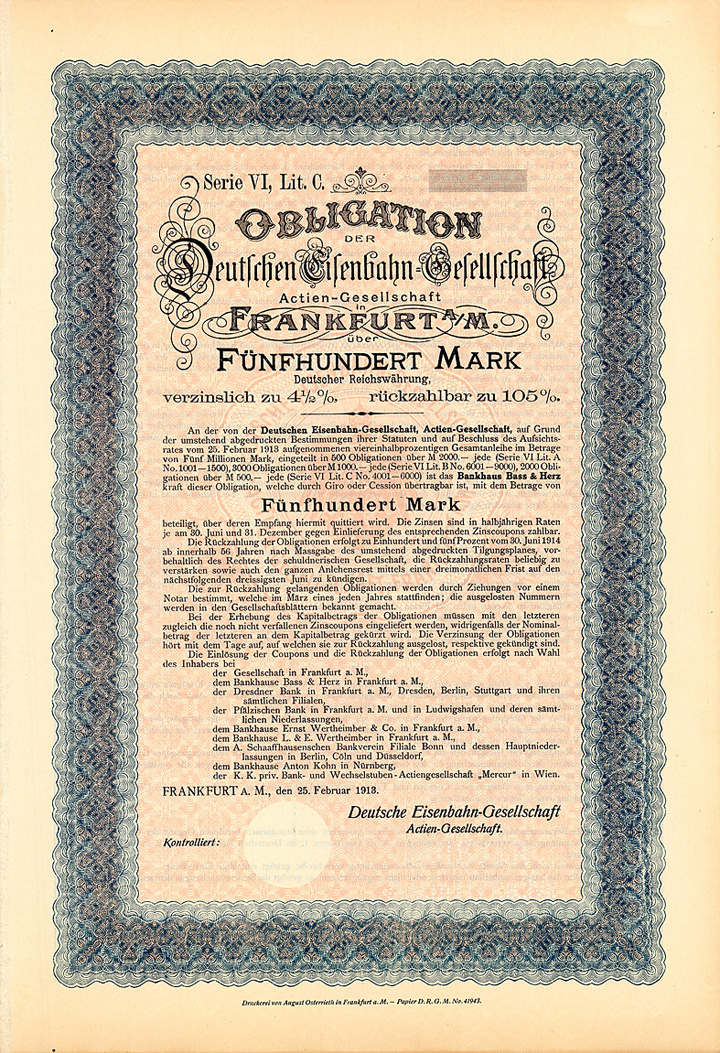 Serie VI, Lit. C.
OBLIGATION
DER
Deutschen Eisenbahn-Gesellschaft
Actien-Gesellschaft
in
FRANKFURT A/M.
über
FÜNFHUNDERT MARK
Deutscher Reichswährung,
verzinslich zu 4½%, rückzahlbar zu 105%.
An der von der Deutschen Eisenbahn-Gesellschaft, Actien-Gesellschaft, auf Grund
der umstehend abgedruckten Bestimmungen ihrer Statuten und auf Beschluss des Aufsichts-
rates vom 25. Februar 1913 aufgenommenen viereinhalbprozentigen Gesamtanleihe im Betrage
von Fünf Millionen Mark, eingeteilt in 500 Obligationen über M 2000.— jede (Serie VI Lit. A
No. 1001—1500), 3000 Obligationen über M 1000.— jede (Serie VI Lit. B No. 6001—9000), 2000 Obli-
gationen über M 500.— jede (Serie VI Lit. C No. 4001—6000) ist das Bankhaus Bass & Herz
kraft dieser Obligation, welche durch Giro oder Cession übertragbar ist, mit dem Betrage von
Fünfhundert Mark
beteiligt, über deren Empfang hiermit quittiert wird. Die Zinsen sind in halbjährigen Raten
je am 30. Juni und 31. Dezember gegen Einlieferung des entsprechenden Zinscoupons zahlbar.
Die Rückzahlung der Obligationen erfolgt zu Einhundert und fünf Prozent vom 30. Juni 1914
ab innerhalb 56 Jahren nach Massgabe des umstehend abgedruckten Tilgungsplanes, vor-
behaltlich des Rechtes der schuldnerischen Gesellschaft, die Rückzahlungsraten beliebig zu
verstärken sowie auch den ganzen Anlehensrest mittels einer dreimonatlichen Frist auf den
nächstfolgenden dreissigsten Juni zu kündigen.
Die zur Rückzahlung gelangenden Obligationen werden durch Ziehungen vor einem
Notar bestimmt, welche im März eines jeden Jahres stattfinden; die ausgelosten Nummern
werden in den Gesellschaftsblättern bekannt gemacht.
Bei der Erhebung des Kapitalbetrags der Obligationen müssen mit den letzteren
zugleich die noch nicht verfallenen Zinscoupons eingeliefert werden, widrigenfalls der Nominal-
betrag der letzteren an dem Kapitalbetrag gekürzt wird. Die Verzinsung der Obligationen
hört mit dem Tage auf, auf welchen sie zur Rückzahlung ausgelost, respektive gekündigt sind.
Die Einlösung der Coupons und die Rückzahlung der Obligationen erfolgt nach Wahl
des Inhabers bei
der Gesellschaft in Frankfurt a. M.,
dem Bankhause Bass & Herz in Frankfurt a. M.,
der Dresdner Bank in Frankfurt a. M., Dresden, Berlin, Stuttgart und ihren
sämtlichen Filialen,
der Pfälzischen Bank in Frankfurt a. M. und in Ludwigshafen und deren sämt-
lichen Niederlassungen,
dem Bankhause Ernst Wertheimber & Co. in Frankfurt a. M.,
dem Bankhause L. & E. Wertheimber in Frankfurt a. M.,
dem A. Schaaffhausenschen Bankverein Filiale Bonn und dessen Hauptnieder-
lassungen in Berlin, Cöln und Düsseldorf,
dem Bankhause Anton Kohn in Nürnberg,
der K. K. priv. Bank- und Wechselstuben-Actiengesellschaft „Mercur" in Wien.
FRANKFURT A. M., den 25. Februar 1913.
Deutsche Eisenbahn-Gesellschaft
Actien-Gesellschaft.
Kontrolliert:
Druckerei von August Osterrieth in Frankfurt a. M. — Papier D. R. G. M. No. 41943.